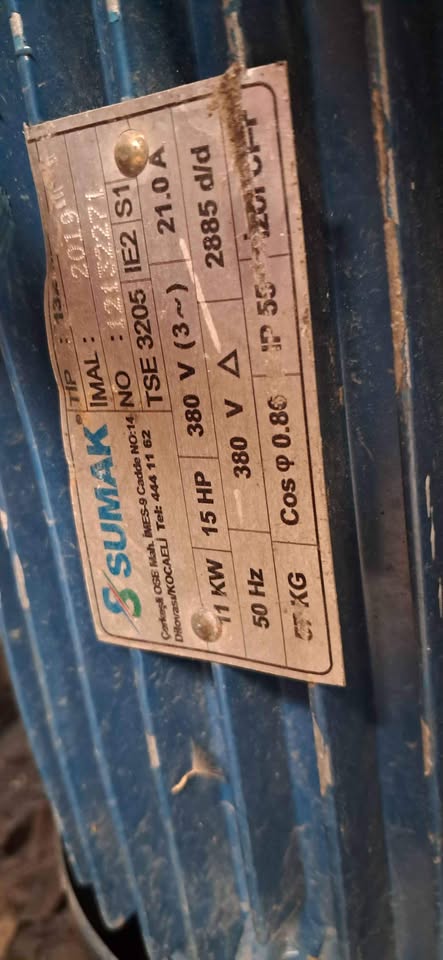 SUMAK®
Çerkeşli OSB Mah. İMES-9 Cadde NO:14
Dilovası/KOCAELİ Tel: 444 11 62
TİP :
İMAL : 2019
NO : 12132271
TSE 3205 IE2 S1
11 KW 15 HP 380 V (3~) 21.0 A
50 Hz 380 V Δ 2885 d/d
KG Cos φ 0.86 IP 55